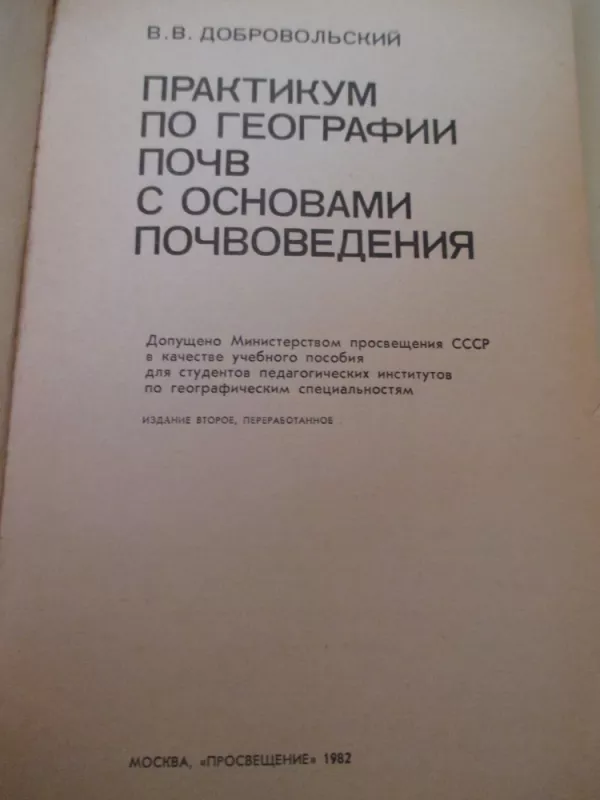 В.В. ДОБРОВОЛЬСКИЙ
ПРАКТИКУМ
ПО ГЕОГРАФИИ
ПОЧВ
С ОСНОВАМИ
ПОЧВОВЕДЕНИЯ
Допущено Министерством просвещения СССР
в качестве учебного пособия
для студентов педагогических институтов
по географическим специальностям
ИЗДАНИЕ ВТОРОЕ, ПЕРЕРАБОТАННОЕ
МОСКВА, «ПРОСВЕЩЕНИЕ» 1982